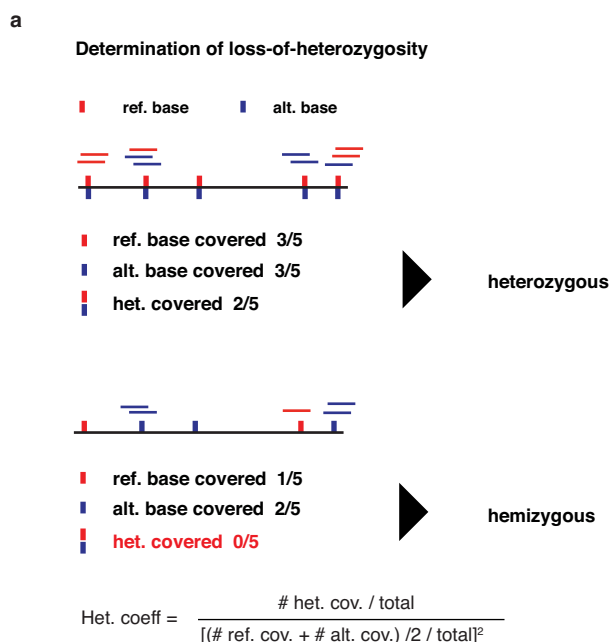 a
Determination of loss-of-heterozygosity
ref. base alt. base
ref. base covered 3/5
alt. base covered 3/5
het. covered 2/5
heterozygous
ref. base covered 1/5
alt. base covered 2/5
het. covered 0/5
hemizygous
Het. coeff = # het. cov. / total
[(# ref. cov. + # alt. cov.) /2 / total]²